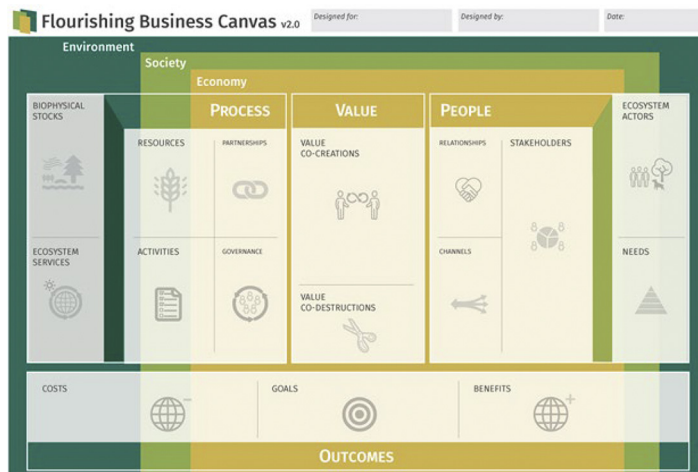 Flourishing Business Canvas v2.0
Designed for:
Designed by:
Date:
Environment
Society
Economy
BIOPHYSICAL
STOCKS
PROCESS
VALUE
PEOPLE
ECOSYSTEM
ACTORS
RESOURCES
PARTNERSHIPS
VALUE
CO-CREATIONS
RELATIONSHIPS
STAKEHOLDERS
ECOSYSTEM
SERVICES
ACTIVITIES
GOVERNANCE
VALUE
CO-DESTRUCTIONS
CHANNELS
NEEDS
COSTS
GOALS
BENEFITS
OUTCOMES